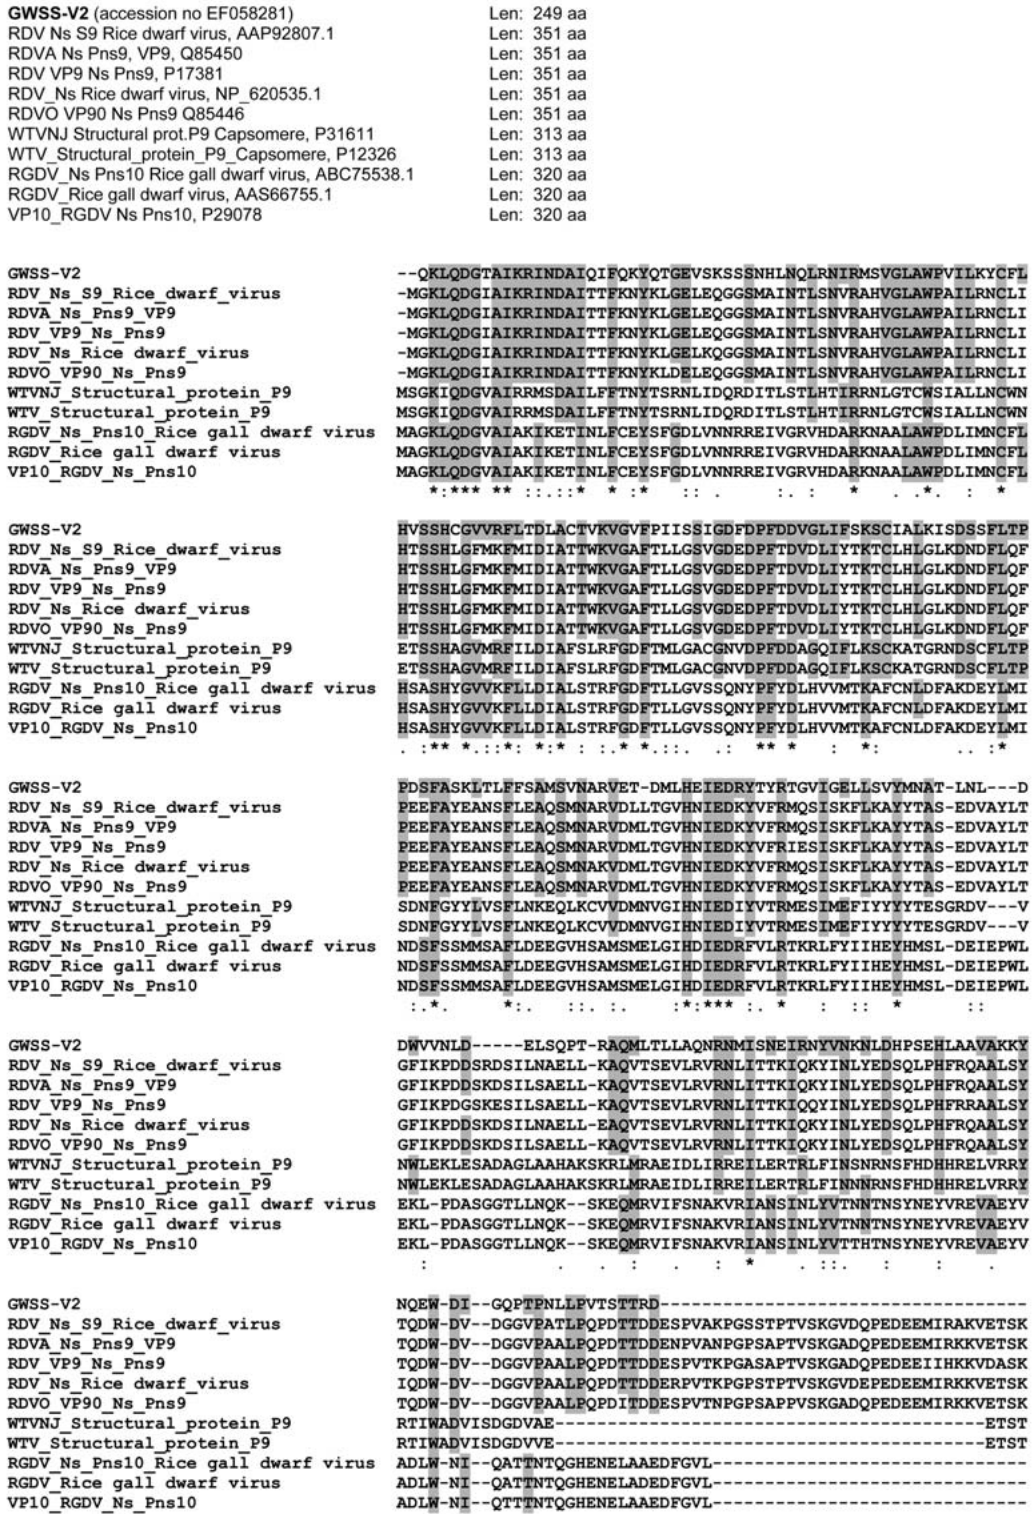 GWSS-V2 (accession no EF058281) Len: 249 aa
RDV Ns S9 Rice dwarf virus, AAP92807.1 Len: 351 aa
RDVA Ns Pns9, VP9, Q85450 Len: 351 aa
RDV VP9 Ns Pns9, P17381 Len: 351 aa
RDV_Ns Rice dwarf virus, NP_620535.1 Len: 351 aa
RDVO VP90 Ns Pns9 Q85446 Len: 351 aa
WTVNJ Structural prot.P9 Capsomere, P31611 Len: 313 aa
WTV_Structural_protein_P9_Capsomere, P12326 Len: 313 aa
RGDV_Ns Pns10 Rice gall dwarf virus, ABC75538.1 Len: 320 aa
RGDV_Rice gall dwarf virus, AAS66755.1 Len: 320 aa
VP10_RGDV Ns Pns10, P29078 Len: 320 aa
GWSS-V2 --QKLQDGTAIKRINDAIQIFQKYQTGEVSKSSSNHLNQLRNIRMSVGLAWPVILKYCFL
RDV_Ns_S9_Rice_dwarf_virus -MGKLQDGIAIKRINDAITTFKNYKLGELEQGGSMAINTLSNVRAHVGLAWPAILRNCLI
RDVA_Ns_Pns9_VP9 -MGKLQDGIAIKRINDAITTFKNYKLGELEQGGSMAINTLSNVRAHVGLAWPAILRNCLI
RDV_VP9_Ns_Pns9 -MGKLQDGIAIKRINDAITTFKNYKLGELEQGGSMAINTLSNVRAHVGLAWPAILRNCLI
RDV_Ns_Rice dwarf_virus -MGKLQDGIAIKRINDAITTFKNYKLGELKQGGSMAINTLSNVRAHVGLAWPAILRNCLI
RDVO_VP90_Ns_Pns9 -MGKLQDGIAIKRINDAITTFKNYKLDELEQGGSMAINTLSNVRAHVGLAWPAILRNCLI
WTVNJ_Structural_protein_P9 MSGKIQDGVAIRRMSDAILFFTNYTSRNLIDQRDITLSTLHTIRRNLGTCWSIALLNCWN
WTV_Structural_protein_P9 MSGKIQDGVAIRRMSDAILFFTNYTSRNLIDQRDITLSTLHTIRRNLGTCWSIALLNCWN
RGDV_Ns_Pns10_Rice gall dwarf virus MAGKLQDGVAIAKIKETINLFCEYSFGDLVNNRREIVGRVHDARKNAALAWPDLIMNCFL
RGDV_Rice gall dwarf virus MAGKLQDGVAIAKIKETINLFCEYSFGDLVNNRREIVGRVHDARKNAALAWPDLIMNCFL
VP10_RGDV_Ns_Pns10 MAGKLQDGVAIAKIKETINLFCEYSFGDLVNNRREIVGRVHDARKNAALAWPDLIMNCFL
*:*** ** ::.::* * * :: . :. : * . .* : *
GWSS-V2 HVSSHCGVVRFLTDLACTVKVGVFPIISSIGDFDPFDDVGLIFSKSCIALKISDSSFLTP
RDV_Ns_S9_Rice_dwarf_virus HTSSHLGFMKFMIDIATTWKVGAFTLLGSVGDEDPFTDVDLIYTKTCLHLGLKDNDFLQF
RDVA_Ns_Pns9_VP9 HTSSHLGFMKFMIDIATTWKVGAFTLLGSVGDEDPFTDVDLIYTKTCLHLGLKDNDFLQF
RDV_VP9_Ns_Pns9 HTSSHLGFMKFMIDIATTWKVGAFTLLGSVGDEDPFTDVDLIYTKTCLHLGLKDNDFLQF
RDV_Ns_Rice dwarf_virus HTSSHLGFMKFMIDIATTWKVGAFTLLGSVGDEDPFTDVDLIYTKTCLHLGLKDNDFLQF
RDVO_VP90_Ns_Pns9 HTSSHLGFMKFMIDIATTWKVGAFTLLGSVGDEDPFTDVDLIYTKTCLHLGLKDNDFLQF
WTVNJ_Structural_protein_P9 ETSSHAGVMRFILDIAFSLRFGDFTMLGACGNVDPFDDAGQIFLKSCKATGRNDSCFLTP
WTV_Structural_protein_P9 ETSSHAGVMRFILDIAFSLRFGDFTMLGACGNVDPFDDAGQIFLKSCKATGRNDSCFLTP
RGDV_Ns_Pns10_Rice gall dwarf virus HSASHYGVVKFLLDIALSTRFGDFTLLGVSSQNYPFYDLHVVMTKAFCNLDFAKDEYLMI
RGDV_Rice gall dwarf virus HSASHYGVVKFLLDIALSTRFGDFTLLGVSSQNYPFYDLHVVMTKAFCNLDFAKDEYLMI
VP10_RGDV_Ns_Pns10 HSASHYGVVKFLLDIALSTRFGDFTLLGVSSQNYPFYDLHVVMTKAFCNLDFAKDEYLMI
. :** *.::*: *:* : :.* *.::. .: ** * : *: .. :*
GWSS-V2 PDSFASKLTLFFSAMSVNARVET-DMLHEIEDRYTYRTGVIGELLSVYMNAT-LNL---D
RDV_Ns_S9_Rice_dwarf_virus PEEFAYEANSFLEAQSMNARVDMLTGVHNIEDKYVFRMQSISKFLKAYYTAS-EDVAYLT
RDVA_Ns_Pns9_VP9 PEEFAYEANSFLEAQSMNARVDMLTGVHNIEDKYVFRMQSISKFLKAYYTAS-EDVAYLT
RDV_VP9_Ns_Pns9 PEEFAYEANSFLEAQSMNARVDMLTGVHNIEDKYVFRIESISKFLKAYYTAS-EDVAYLT
RDV_Ns_Rice dwarf_virus PEEFAYEANSFLEAQSMNAKVDMLTGVHNIEDKYVFRMQSISKFLKAYYTAS-EDVAYLT
RDVO_VP90_Ns_Pns9 PEEFAYEANSFLEAQSMNARVDMLTGVHNIEDKYVFRMQSISKFLKAYYTAS-EDVAYLT
WTVNJ_Structural_protein_P9 SDNFGYYLVSFLNKEQLKCVVDMNVGIHNIEDIYVTRMESIMEFIYYYYTESGRDV---V
WTV_Structural_protein_P9 SDNFGYYLVSFLNKEQLKCVVDMNVGIHNIEDIYVTRMESIMEFIYYYYTESGRDV---V
RGDV_Ns_Pns10_Rice gall dwarf virus NDSFSSMMSAFLDEEGVHSAMSMELGIHDIEDRFVLRTKRLFYIIHEYHMSL-DEIEPWL
RGDV_Rice gall dwarf virus NDSFSSMMSAFLDEEGVHSAMSMELGIHDIEDRFVLRTKRLFYIIHEYHMSL-DEIEPWL
VP10_RGDV_Ns_Pns10 NDSFSSMMSAFLDEEGVHSAMSMELGIHDIEDRFVLRTKRLFYIIHEYHMSL-DEIEPWL
:.*. *:. ::. :. :*:*** :. * : :: * ::
GWSS-V2 DWVVNLD-----ELSQPT-RAQMLTLLAQNRNMISNEIRNYVNKNLDHPSEHLAAVAKKY
RDV_Ns_S9_Rice_dwarf_virus GFIKPDDSRDSILNAELL-KAQVTSEVLRVRNLITTKIQKYINLYEDSQLPHFRQAALSY
RDVA_Ns_Pns9_VP9 GFIKPDDSKDSILSAELL-KAQVTSEVLRVRNLITTKIQKYINLYEDSQLPHFRQAALSY
RDV_VP9_Ns_Pns9 GFIKPDGSKESILSAELL-KAQVTSEVLRVRNLITTKIQQYINLYEDSQLPHFRRAALSY
RDV_Ns_Rice dwarf_virus GFIKPDDSKDSILSAELL-EAQVTSEVLRVRNLITTKIQKYINLYEDSQLPHFRQAALSY
RDVO_VP90_Ns_Pns9 GFIKPDDSKDSILSAELL-KAQVTSEVLRVRNLITTKIQKYINLYEDSQLPHFRQAALSY
WTVNJ_Structural_protein_P9 NWLEKLESADAGLAAHAKSKRLMRAEIDLIRREILERTRLFINSNRNSFHDHHRELVRRY
WTV_Structural_protein_P9 NWLEKLESADAGLAAHAKSKRLMRAEIDLIRREILERTRLFINNNRNSFHDHHRELVRRY
RGDV_Ns_Pns10_Rice gall dwarf virus EKL-PDASGGTLLNQK--SKEQMRVIFSNAKVRIANSINLYVTNNTNSYNEYVREVAEYV
RGDV_Rice gall dwarf virus EKL-PDASGGTLLNQK--SKEQMRVIFSNAKVRIANSINLYVTNNTNSYNEYVREVAEYV
VP10_RGDV_Ns_Pns10 EKL-PDASGGTLLNQK--SKEQMRVIFSNAKVRIANSINLYVTTHTNSYNEYVREVAEYV
: . : . : * . ::. : : .
GWSS-V2 NQEW-DI--GQPTPNLLPVTSTTRD-----------------------------------
RDV_Ns_S9_Rice_dwarf_virus TQDW-DV--DGGVPATLPQPDTTDDESPVAKPGSSTPTVSKGVDQPEDEEMIRAKVETSK
RDVA_Ns_Pns9_VP9 TQDW-DV--DGGVPAALPQPDTTDDENPVANPGPSAPTVSKGADQPEDEEMIRKKVETSK
RDV_VP9_Ns_Pns9 TQDW-DV--DGGVPAALPQPDTTDDESPVTKPGASAPTVSKGADQPEDEEIIHKKVDASK
RDV_Ns_Rice dwarf_virus IQDW-DV--DGGVPAALPQPDTTDDERPVTKPGPSTPTVSKGVDEPEDEEMIRKKVETSK
RDVO_VP90_Ns_Pns9 TQDW-DV--DGGVPAALPQPDITDDESPVTNPGPSAPPVSKGADQPEDEEMIRKKVETSK
WTVNJ_Structural_protein_P9 RTIWADVISDGDVAE-----------------------------------------ETST
WTV_Structural_protein_P9 RTIWADVISDGDVVE-----------------------------------------ETST
RGDV_Ns_Pns10_Rice gall dwarf virus ADLW-NI--QATTTNTQGHENELAAEDFGVL-----------------------------
RGDV_Rice gall dwarf virus ADLW-NI--QATTTNTQGHENELADEDFGVL-----------------------------
VP10_RGDV_Ns_Pns10 ADLW-NI--QTTTTNTQGHENELAAEDFGVL-----------------------------